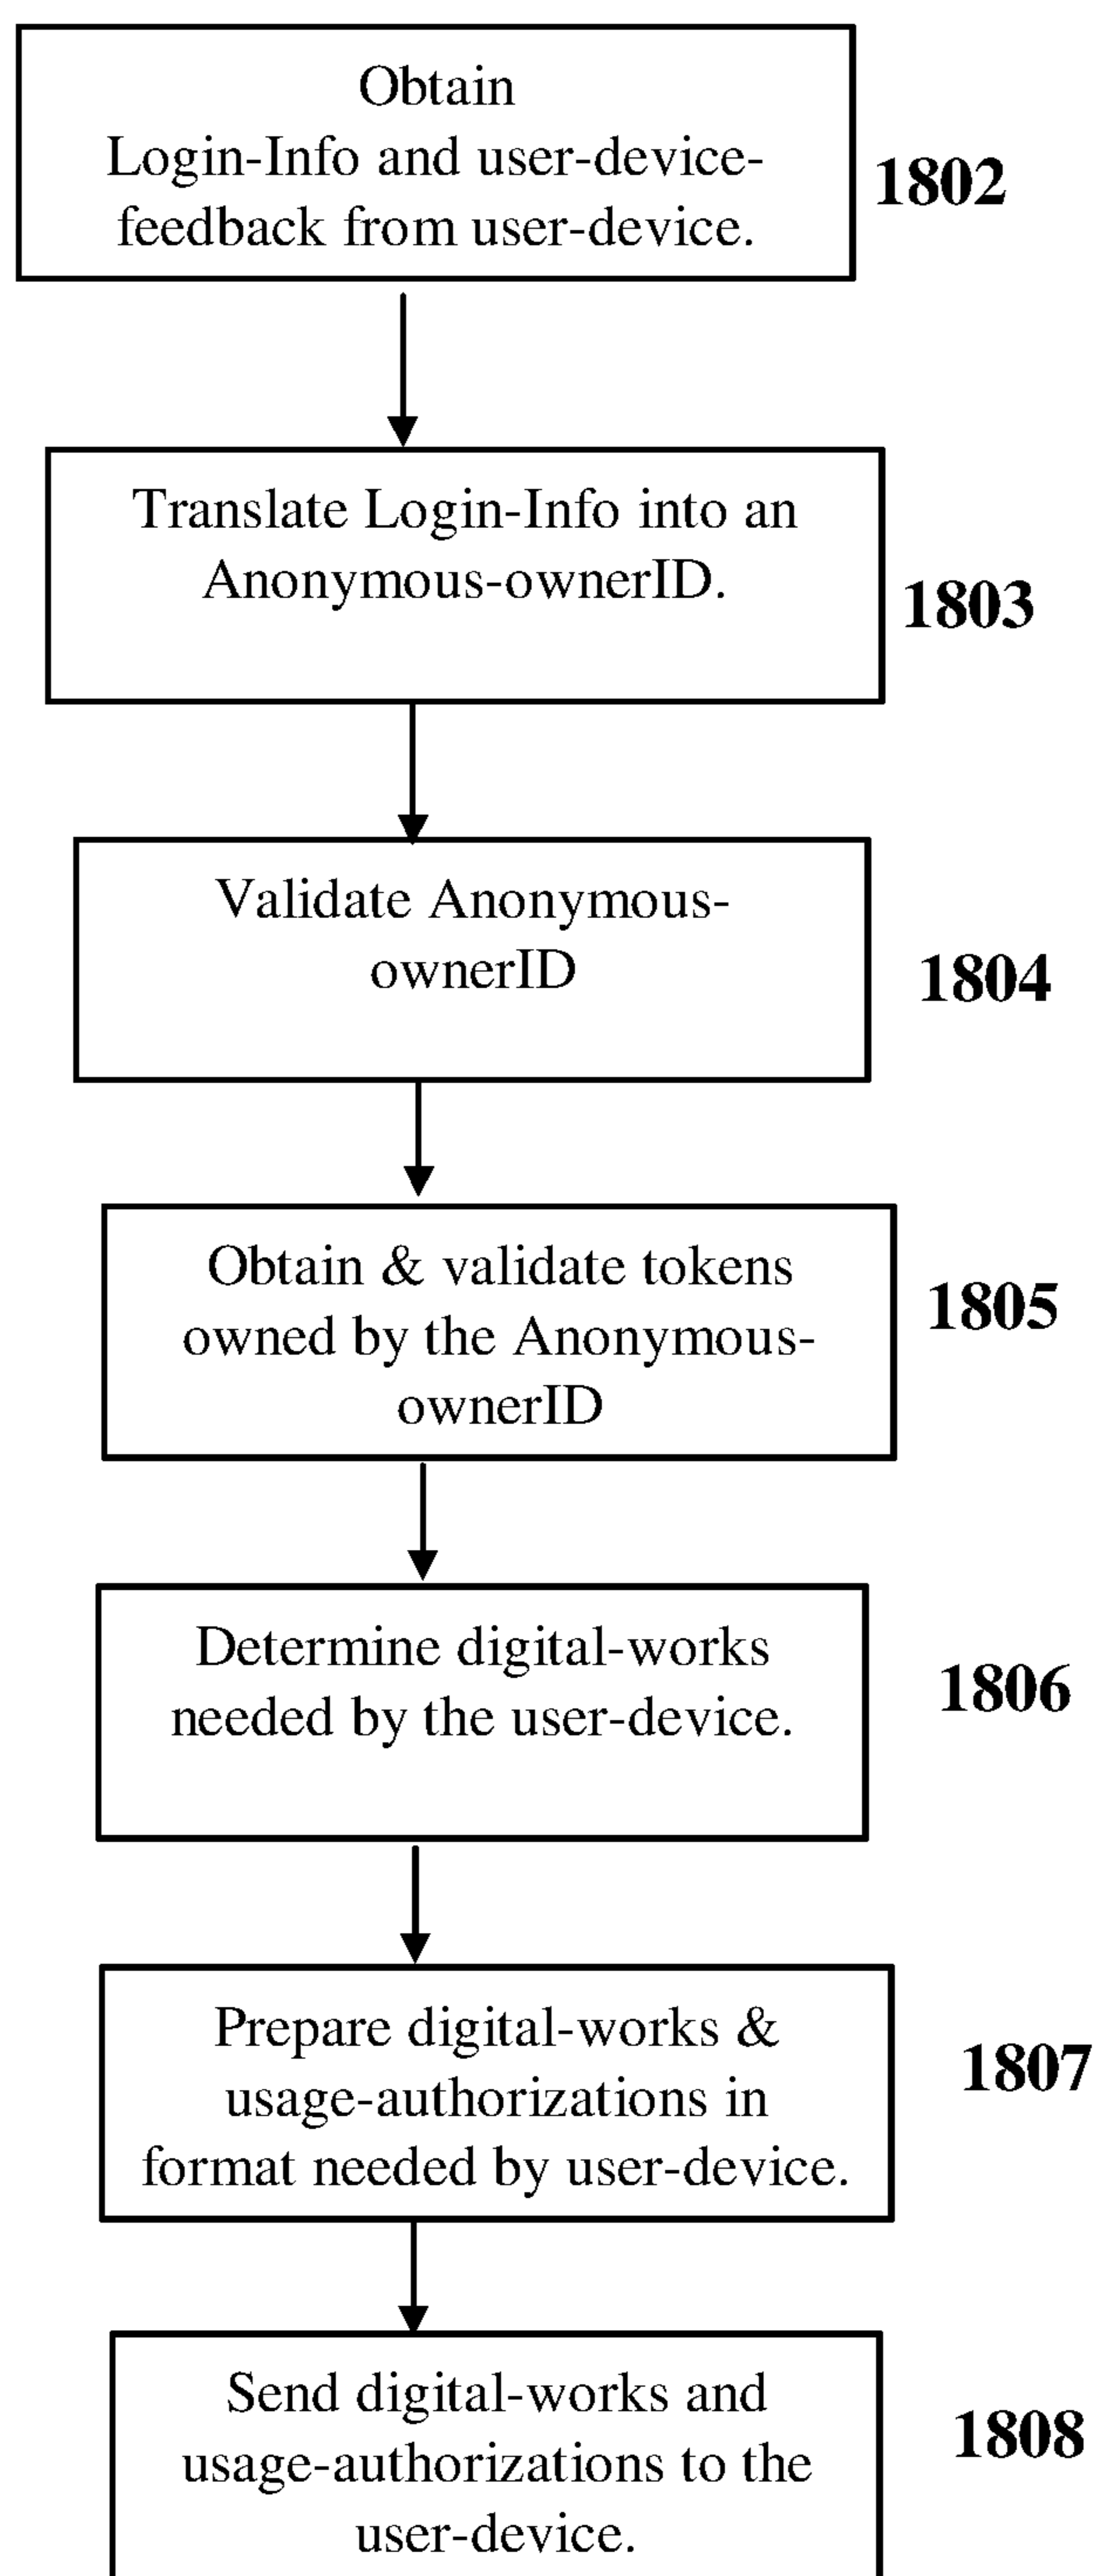 Obtain
Login-Info and user-device-
feedback from user-device.
1802
Translate Login-Info into an
Anonymous-ownerID.
1803
Validate Anonymous-
ownerID
1804
Obtain & validate tokens
owned by the Anonymous-
ownerID
1805
Determine digital-works
needed by the user-device.
1806
Prepare digital-works &
usage-authorizations in
format needed by user-device.
1807
Send digital-works and
usage-authorizations to the
user-device.
1808